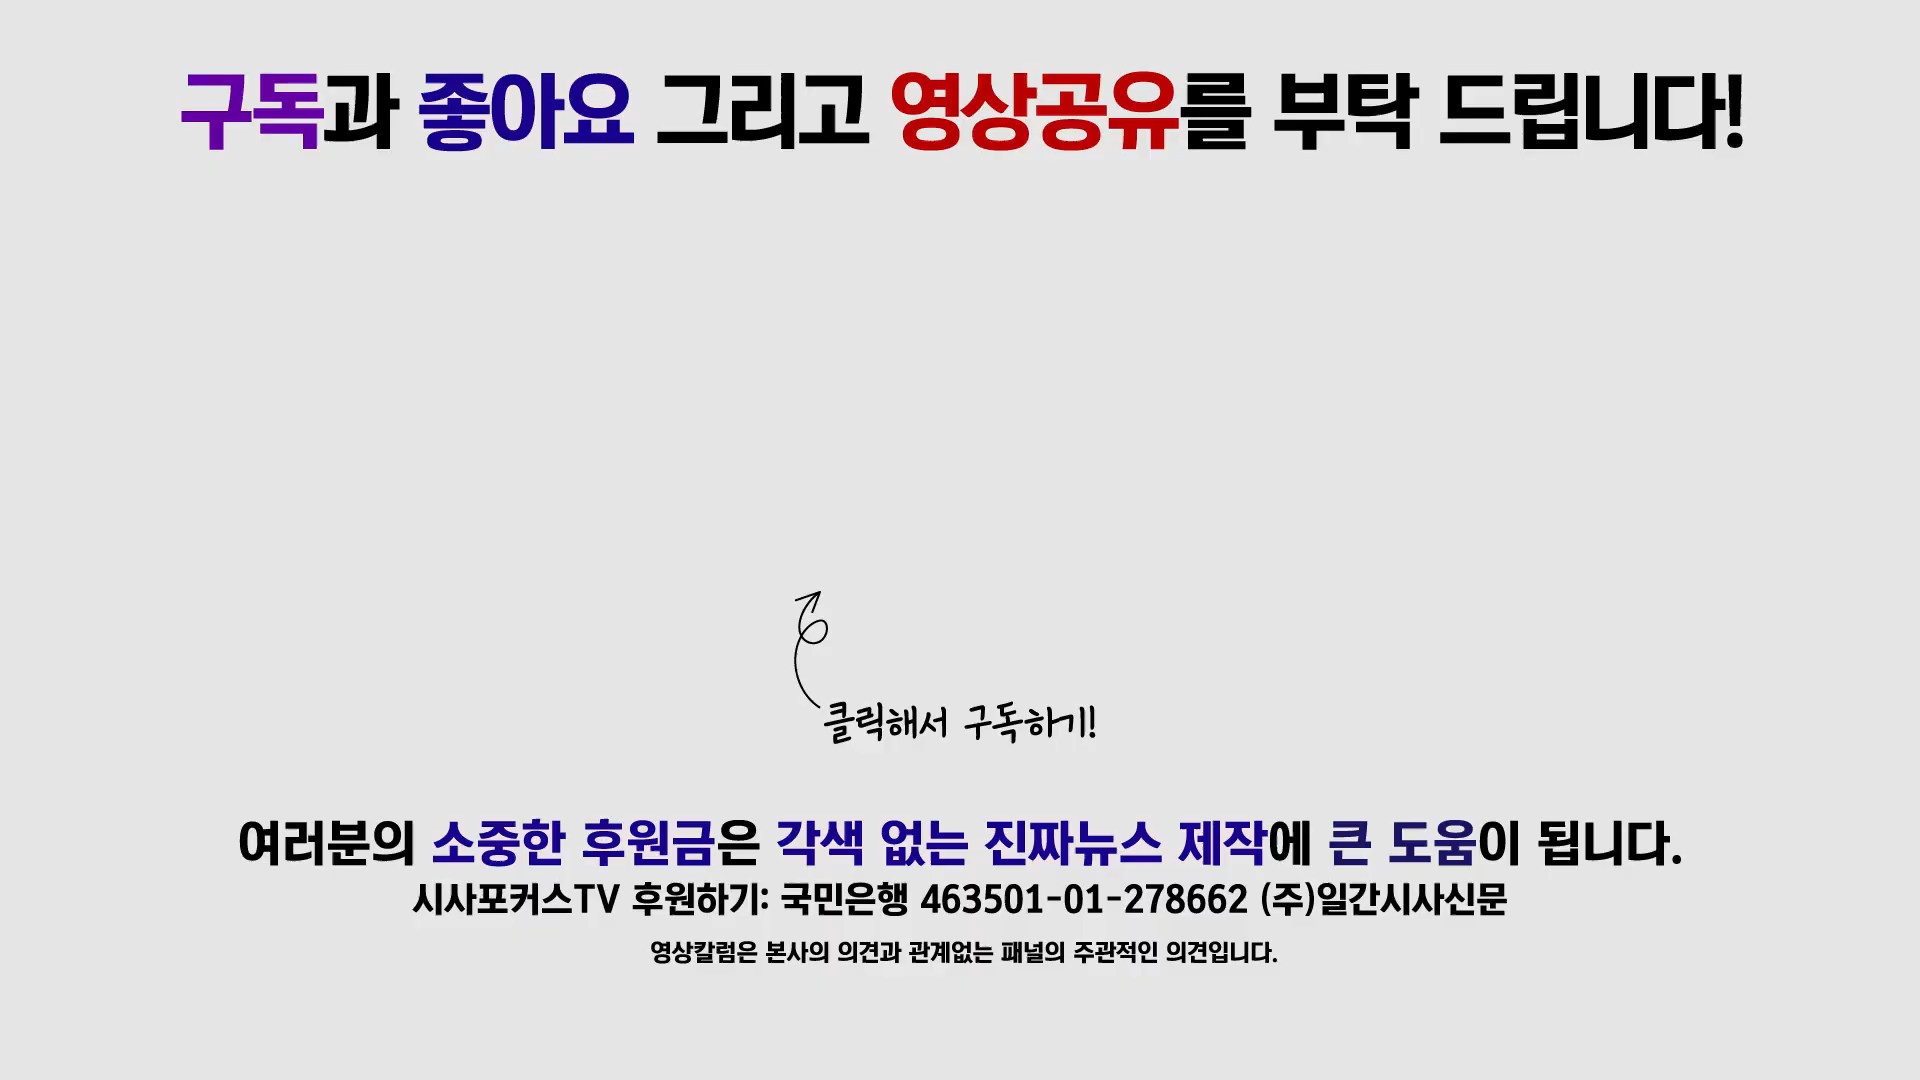 구독과 좋아요 그리고 영상공유를 부탁 드립니다!
클릭해서 구독하기!
여러분의 소중한 후원금은 각색 없는 진짜뉴스 제작에 큰 도움이 됩니다.
시사포커스TV 후원하기: 국민은행 463501-01-278662 (주)일간시사신문
영상칼럼은 본사의 의견과 관계없는 패널의 주관적인 의견입니다.